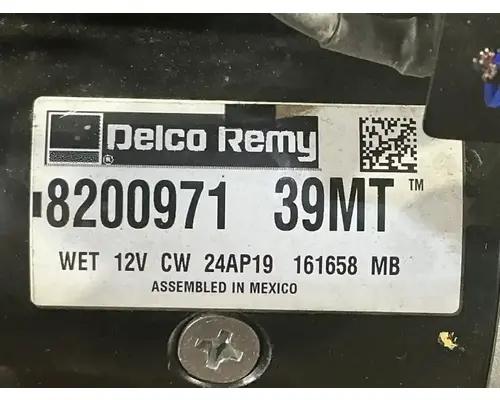 Delco Remy
®
8200971 39MT™
WET 12V CW 24AP19 161658 MB
ASSEMBLED IN MEXICO